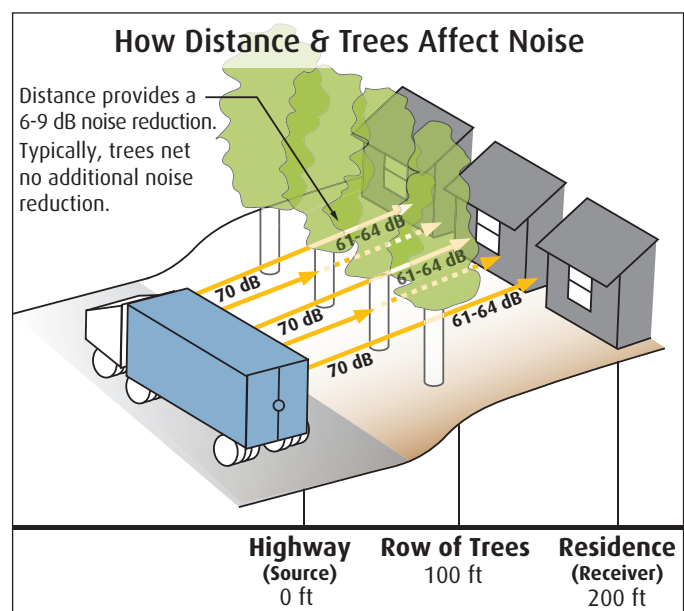 How Distance & Trees Affect Noise
Distance provides a
6-9 dB noise reduction.
Typically, trees net
no additional noise
reduction.
61-64 dB
70 dB
61-64 dB
70 dB
61-64 dB
70 dB
Highway
(Source)
0 ft
Row of Trees
100 ft
Residence
(Receiver)
200 ft